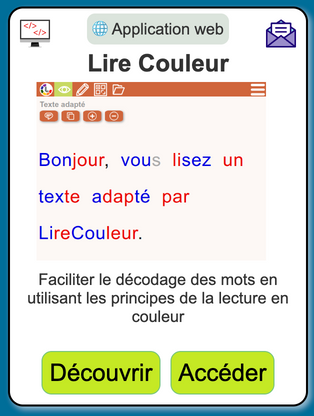 Application web
Lire Couleur
Texte adapté
Bonjour, vous lisez un
texte adapté par
LireCouleur.
Faciliter le décodage des mots en
utilisant les principes de la lecture en
couleur
Découvrir Accéder